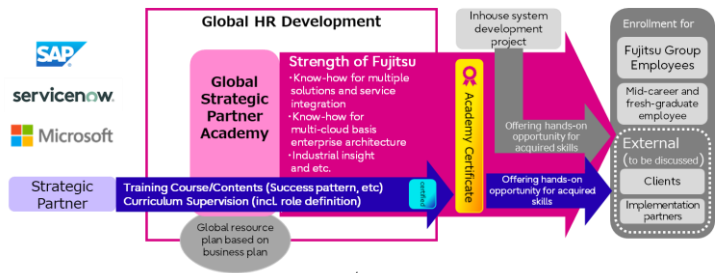 Global HR Development
SAP
servicenow.
Microsoft
Global
Strategic
Partner
Academy
Strength of Fujitsu
・Know-how for multiple
solutions and service
integration
・Know-how for
multi-cloud basis
enterprise architecture
・Industrial insight
and etc.
Strategic
Partner
Training Course/Contents (Success pattern, etc)
Curriculum Supervision (incl. role definition)
certified
Global resource
plan based on
business plan
Academy Certificate
Inhouse system
development
project
Offering hands-on
opportunity for
acquired skills
Offering hands-on
opportunity for acquired
skills
Enrollment for
Fujitsu Group
Employees
Mid-career and
fresh-graduate
employee
External
(to be discussed)
Clients
Implementation
partners